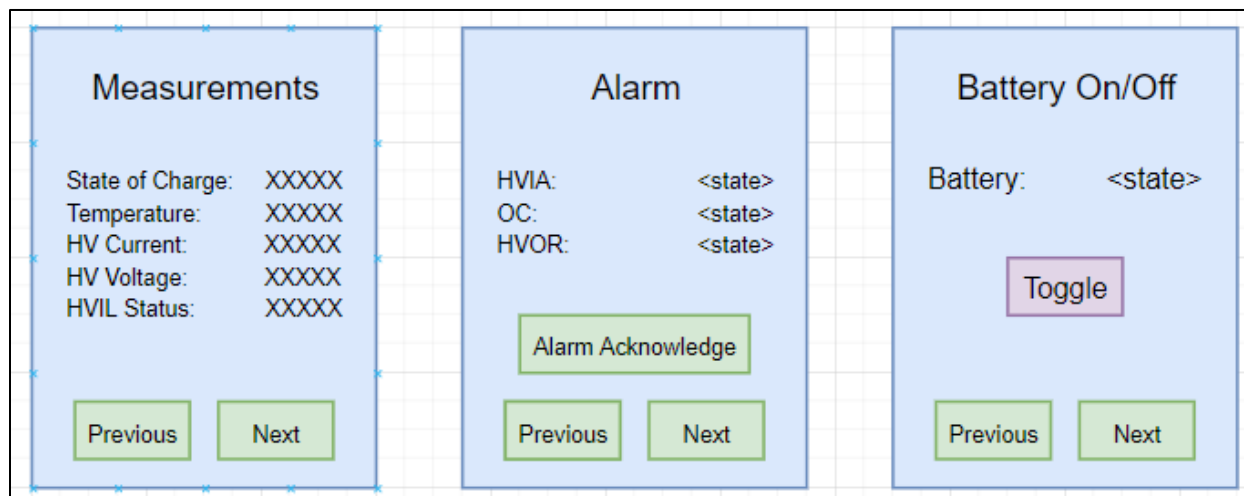 Measurements
State of Charge: XXXXX
Temperature: XXXXX
HV Current: XXXXX
HV Voltage: XXXXX
HVIL Status: XXXXX
Previous Next
Alarm
HVIA: <state>
OC: <state>
HVOR: <state>
Alarm Acknowledge
Previous Next
Battery On/Off
Battery: <state>
Toggle
Previous Next